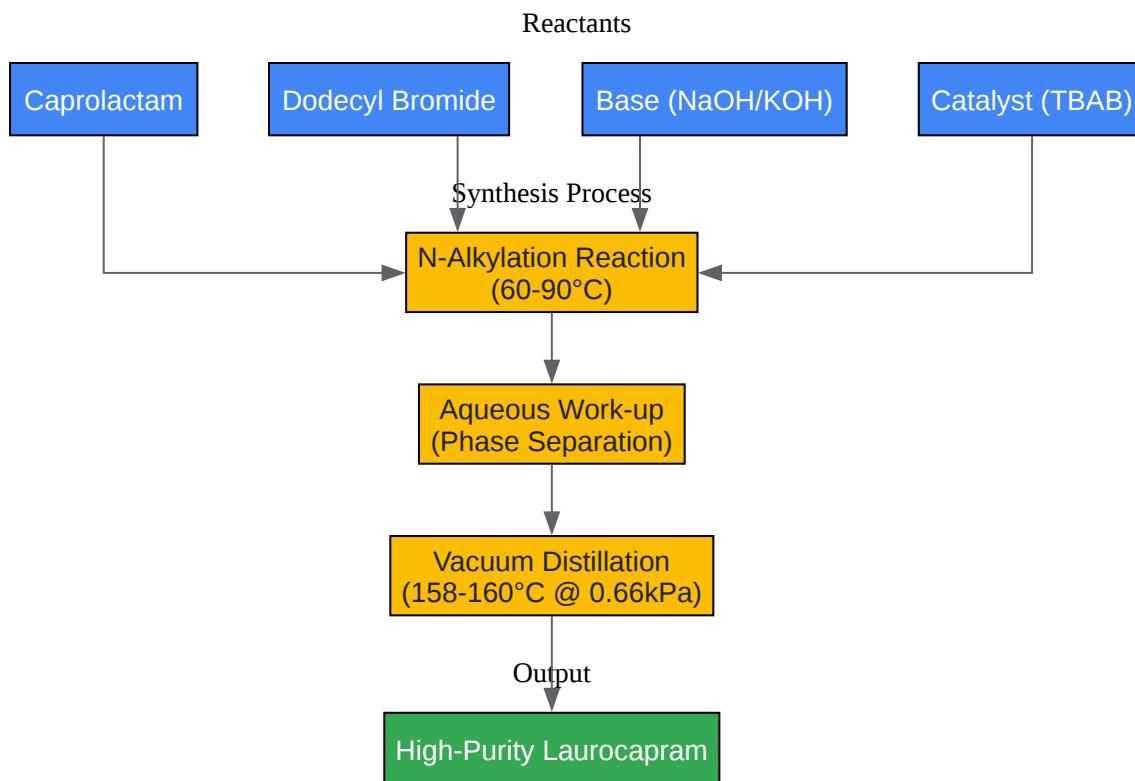 Reactants
Caprolactam
Dodecyl Bromide
Base (NaOH/KOH)
Catalyst (TBAB)
Synthesis Process
N-Alkylation Reaction
(60-90°C)
Aqueous Work-up
(Phase Separation)
Vacuum Distillation
(158-160°C @ 0.66kPa)
Output
High-Purity Laurocapram